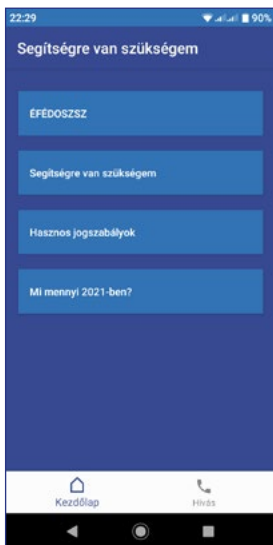 22:29 90%
Segítségre van szükségem
ÉFÉDOSZSZ
Segítségre van szükségem
Hasznos jogszabályok
Mi mennyi 2021-ben?
Kezdőlap Hívás